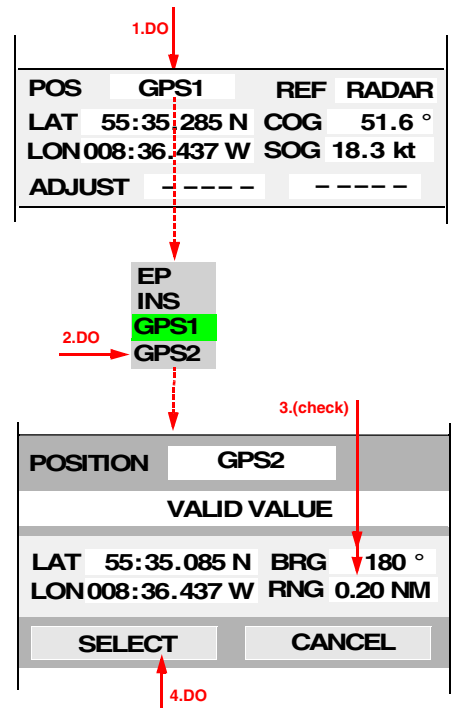 1.DO
POS GPS1 REF RADAR
LAT 55:35.285 N COG 51.6 °
LON 008:36.437 W SOG 18.3 kt
ADJUST – – – – – – – – – –
EP
INS
GPS1
2.DO
GPS2
3.(check)
POSITION GPS2
VALID VALUE
LAT 55:35.085 N BRG 180 °
LON 008:36.437 W RNG 0.20 NM
SELECT CANCEL
4.DO